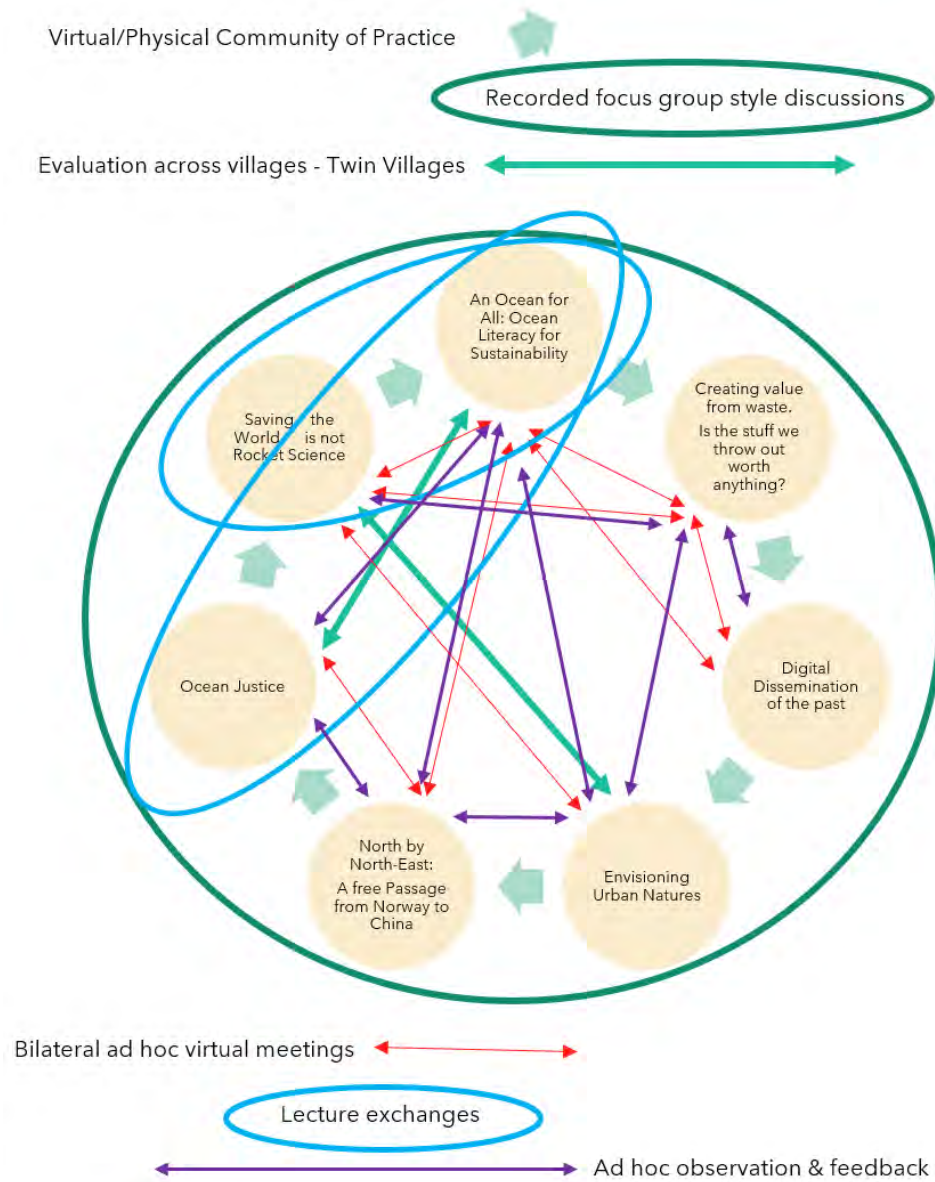 Virtual/Physical Community of Practice
Recorded focus group style discussions
Evaluation across villages - Twin Villages
An Ocean for
All: Ocean
Literacy for
Sustainability
Saving the
World is not
Rocket Science
Creating value
from waste.
Is the stuff we
throw out
worth
anything?
Ocean Justice
Digital
Dissemination
of the past
North by
North-East:
A free Passage
from Norway to
China
Envisioning
Urban Natures
Bilateral ad hoc virtual meetings
Lecture exchanges
Ad hoc observation & feedback